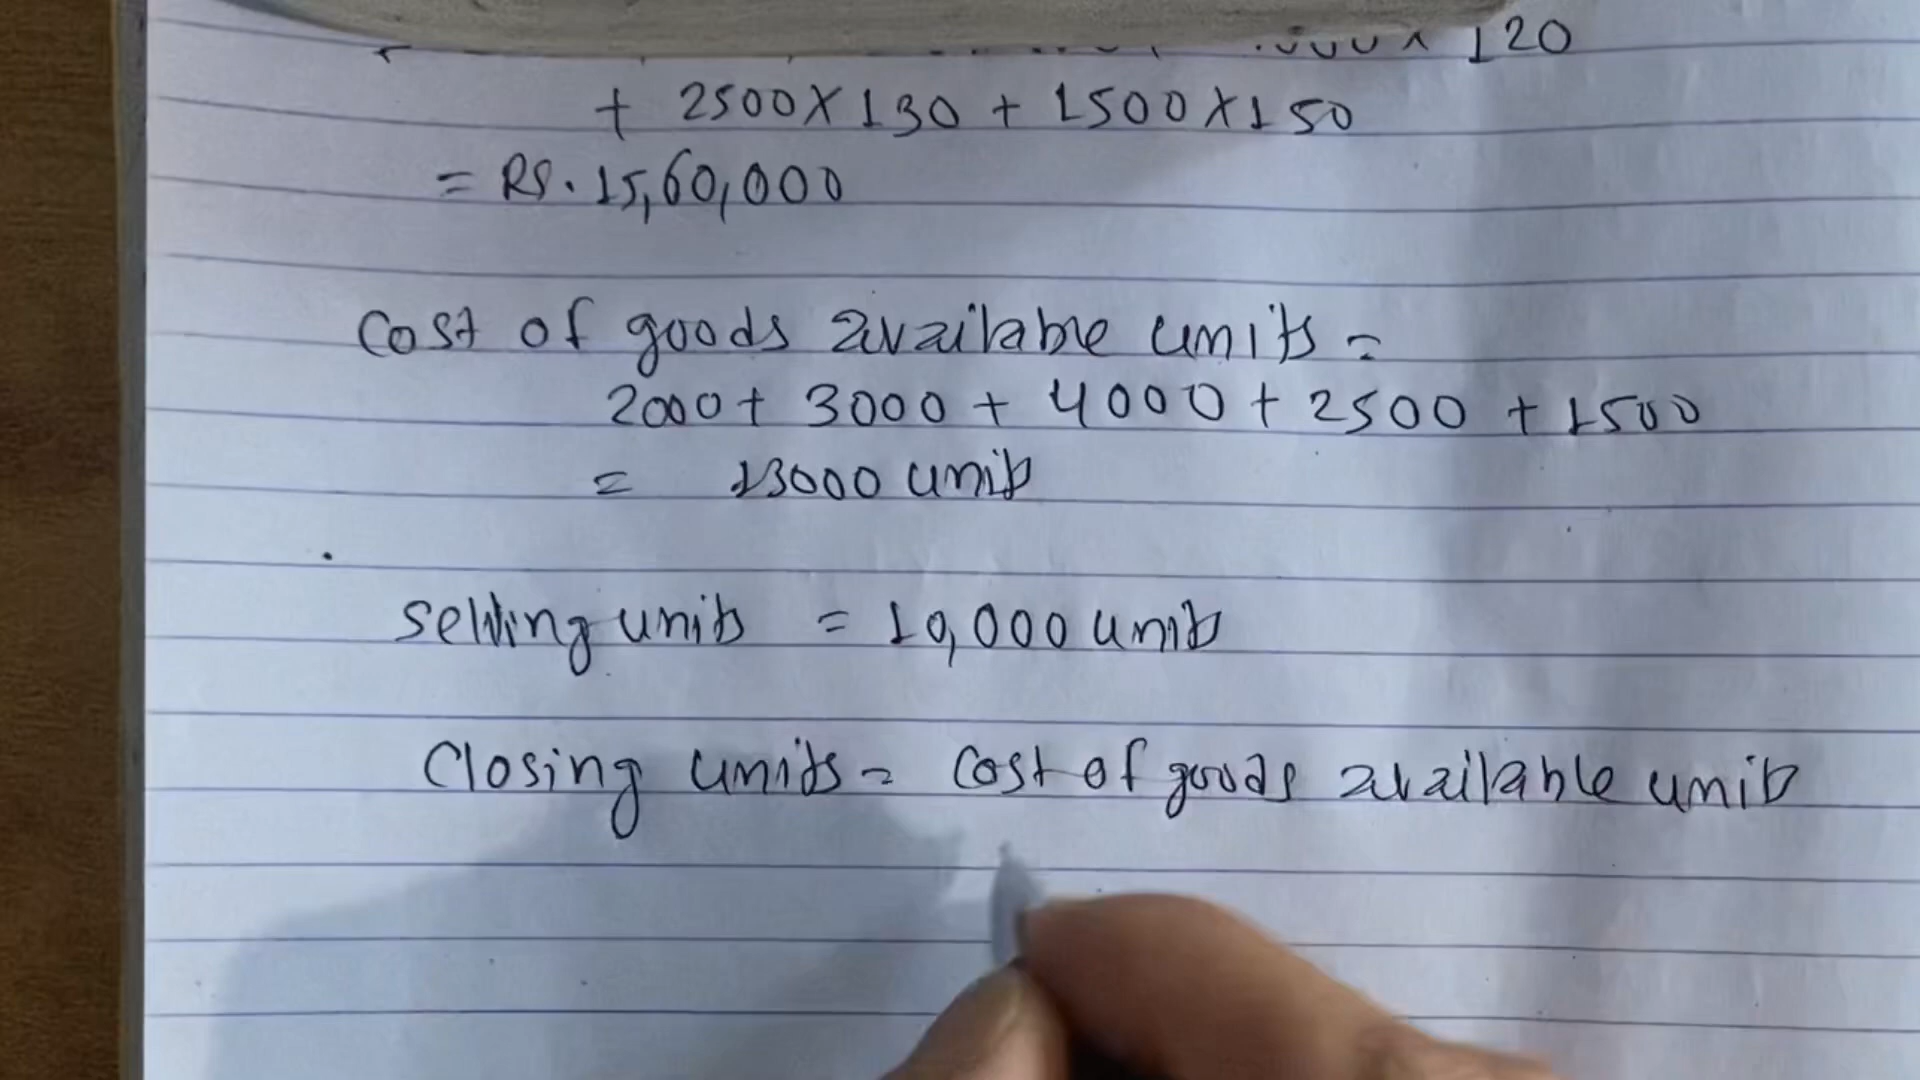 × 120
+ 2500 × 130 + 1500 × 150
= RS. 15,60,000
Cost of goods available units =
2000 + 3000 + 4000 + 2500 + 1500
= 13000 units
Selling units = 10,000 units
Closing units = Cost of goods available units